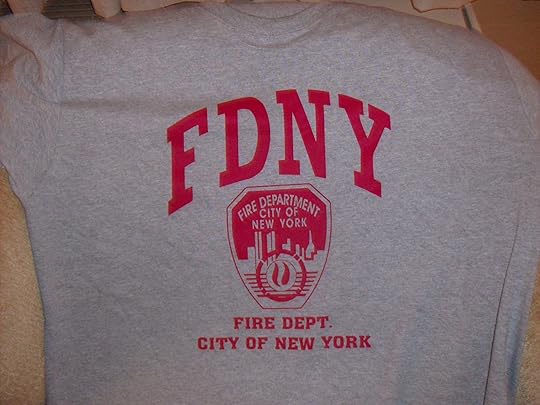 FDNY
FIRE DEPARTMENT
CITY OF
NEW YORK
FIRE DEPT.
CITY OF NEW YORK